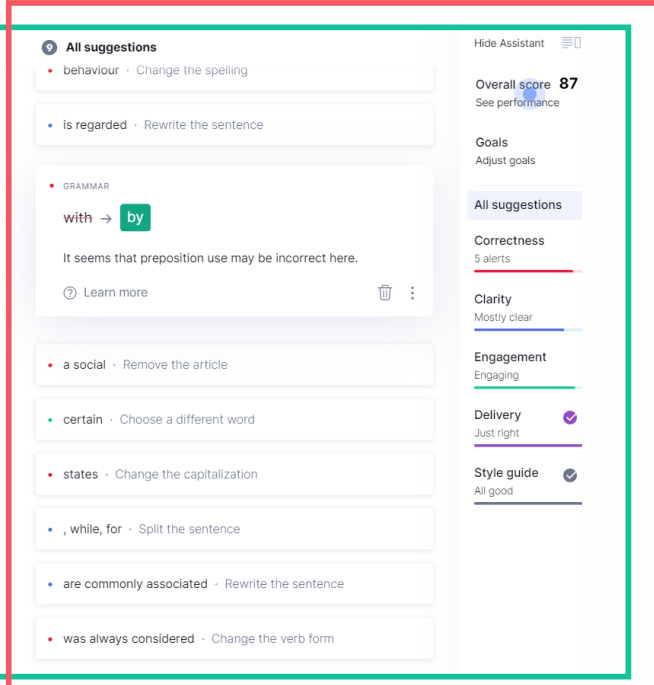 9 All suggestions
behaviour · Change the spelling
is regarded · Rewrite the sentence
GRAMMAR
with → by
It seems that preposition use may be incorrect here.
Learn more
a social · Remove the article
certain · Choose a different word
states · Change the capitalization
, while, for · Split the sentence
are commonly associated · Rewrite the sentence
was always considered · Change the verb form
Hide Assistant
Overall score 87
See performance
Goals
Adjust goals
All suggestions
Correctness
5 alerts
Clarity
Mostly clear
Engagement
Engaging
Delivery
Just right
Style guide
All good